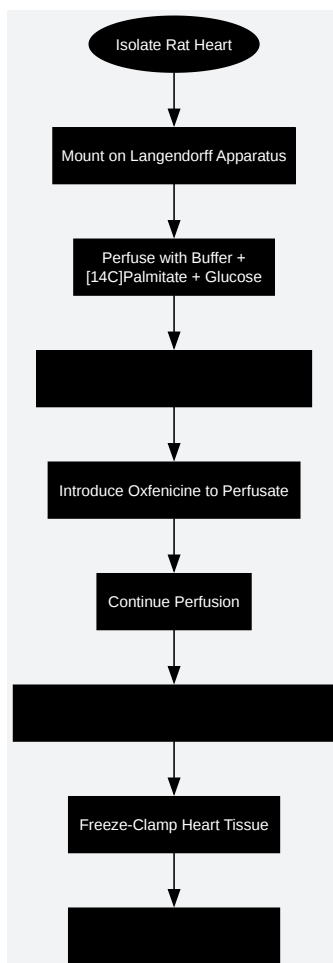 Isolate Rat Heart
Mount on Langendorff Apparatus
Perfuse with Buffer +
[14C]Palmitate + Glucose
Introduce Oxfenicine to Perfusate
Continue Perfusion
Freeze-Clamp Heart Tissue